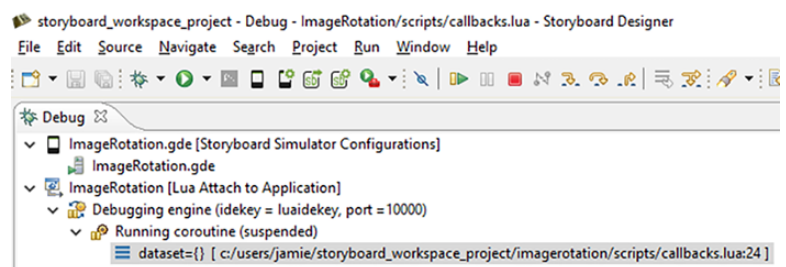 storyboard_workspace_project - Debug - ImageRotation/scripts/callbacks.lua - Storyboard Designer
File Edit Source Navigate Search Project Run Window Help
Debug
ImageRotation.gde [Storyboard Simulator Configurations]
ImageRotation.gde
ImageRotation [Lua Attach to Application]
Debugging engine (idekey = luaidekey, port =10000)
Running coroutine (suspended)
dataset={} [ c:/users/jamie/storyboard_workspace_project/imagerotation/scripts/callbacks.lua:24 ]